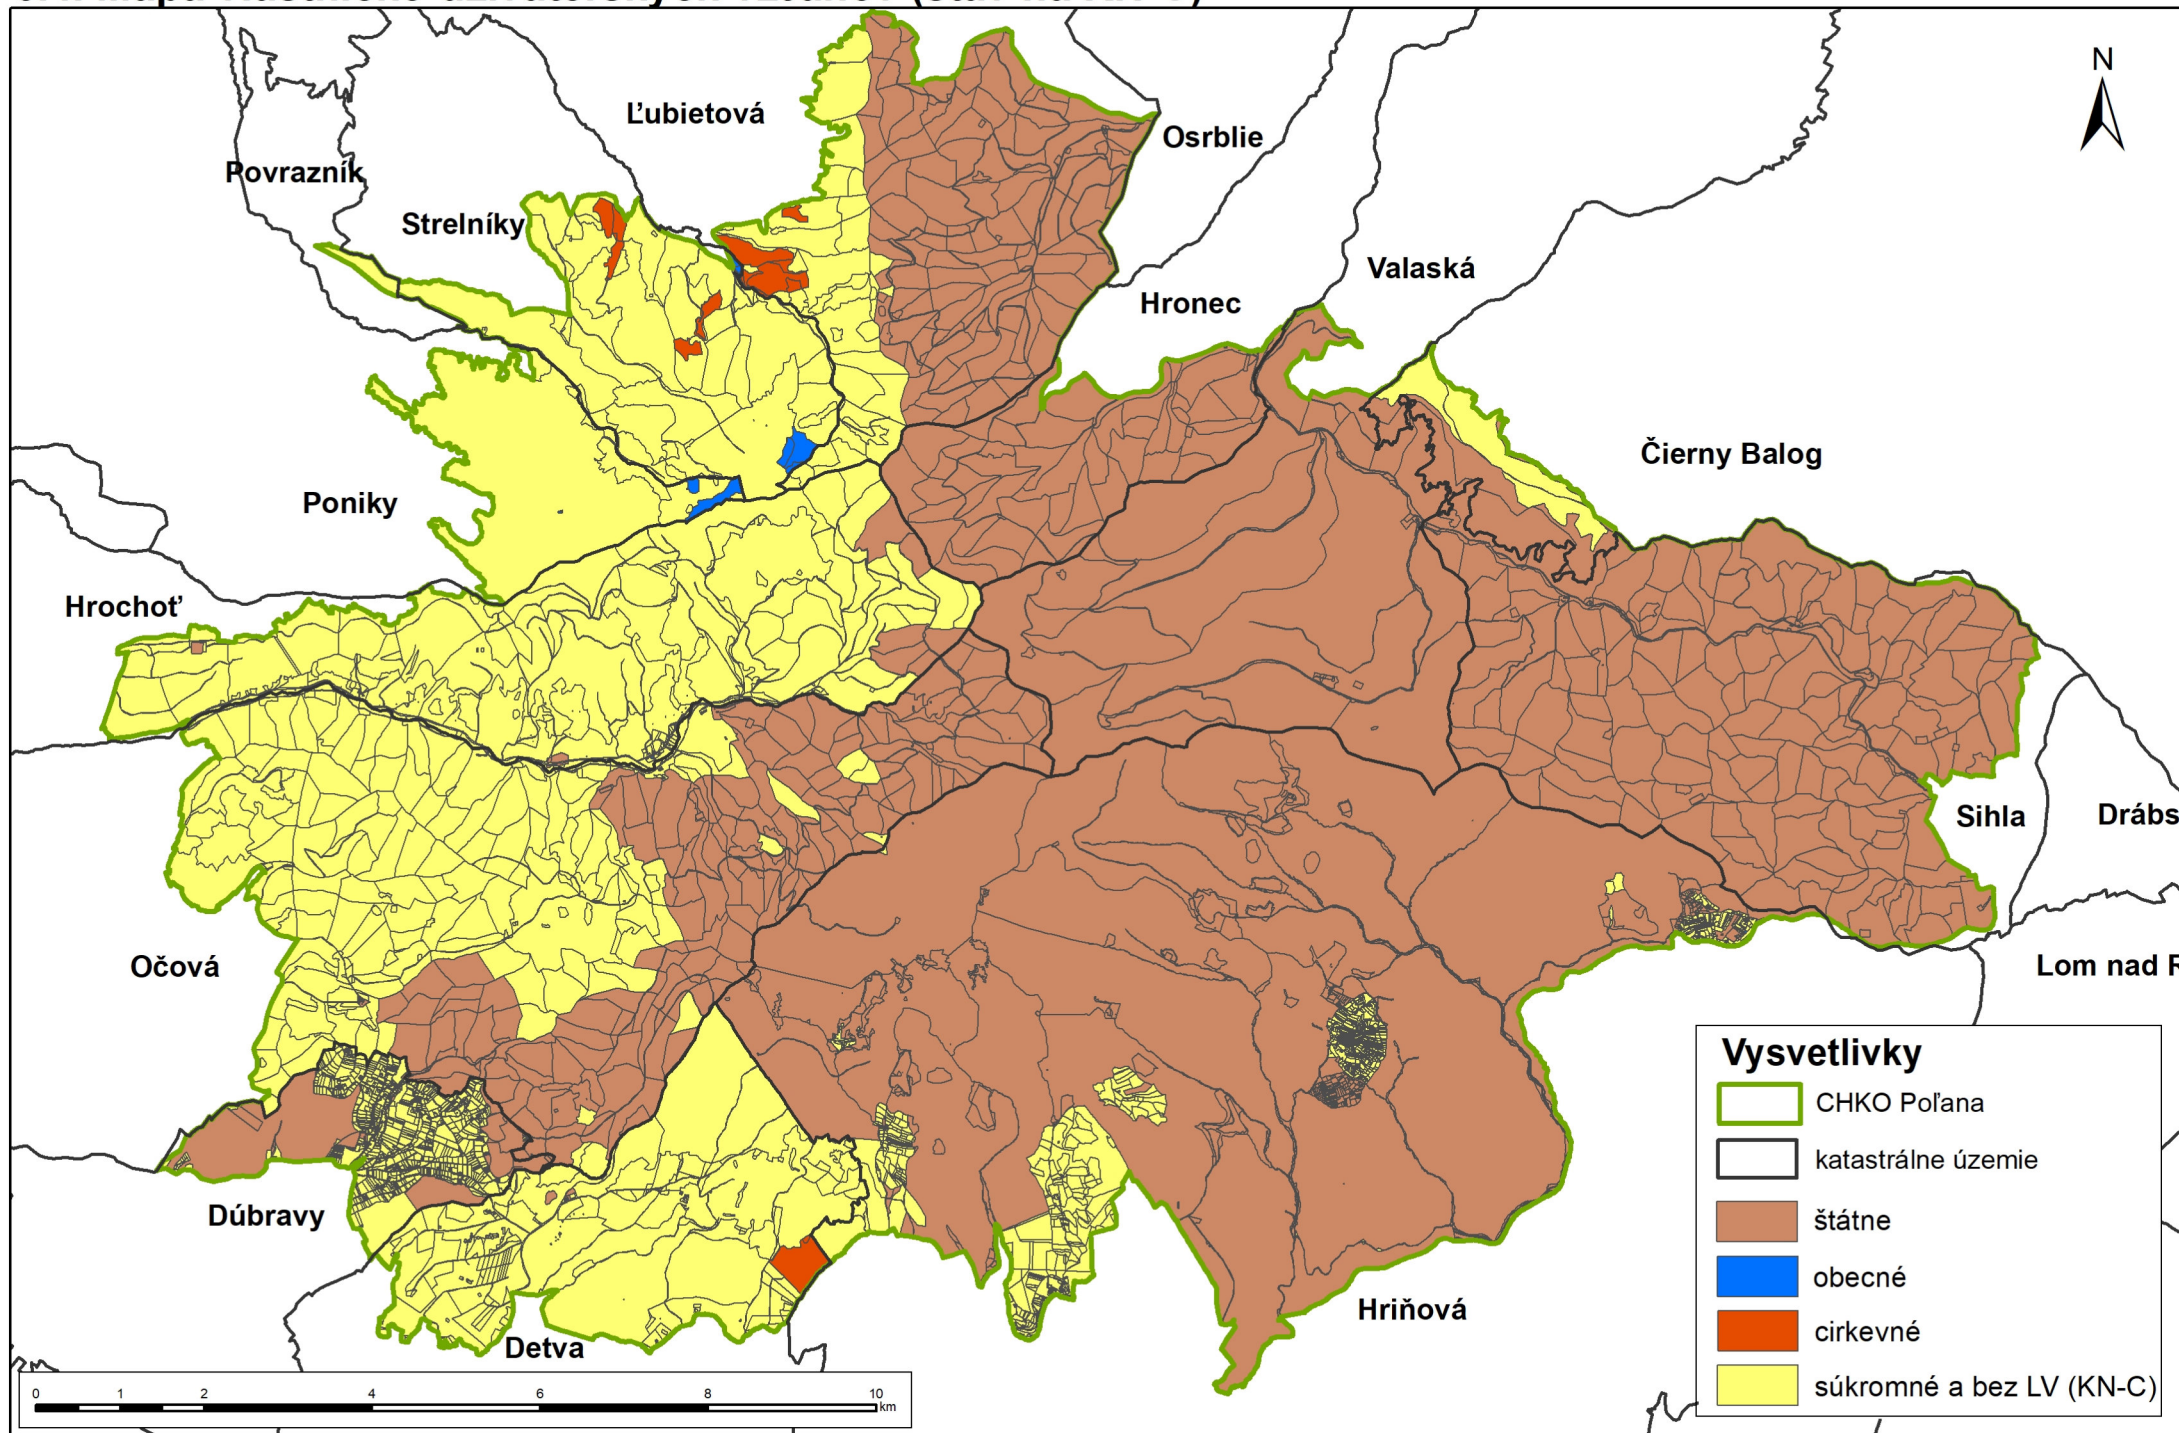 N
Ľubietová
Osrblie
Povrazník
Strelníky
Valaská
Hronec
Čierny Balog
Poniky
Hrochoť
Sihla
Drábs
Očová
Lom nad R
Dúbravy
Hriňová
Detva
Vysvetlivky
CHKO Poľana
katastrálne územie
štátne
obecné
cirkevné
súkromné a bez LV (KN-C)
0 1 2 4 6 8 10
km